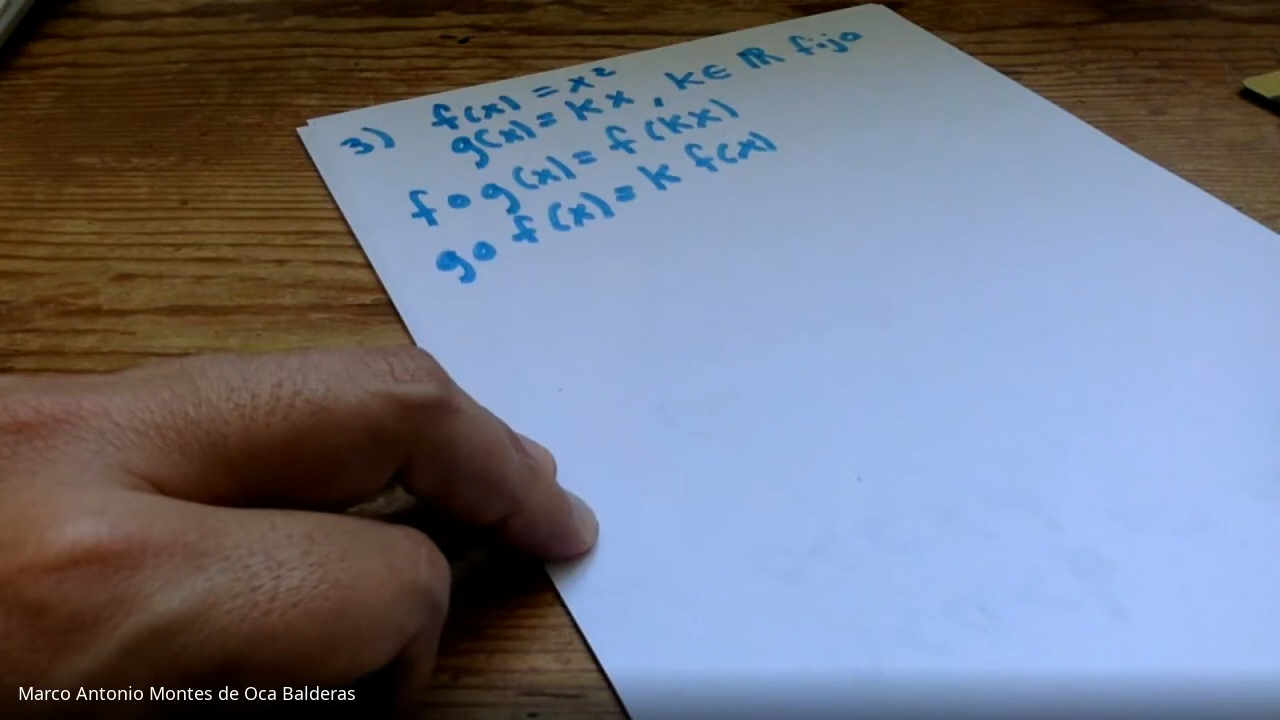 3) f(x) = x²
g(x) = kx, k ∈ ℝ fijo
f o g(x) = f(kx)
g o f(x) = k f(x)
Marco Antonio Montes de Oca Balderas